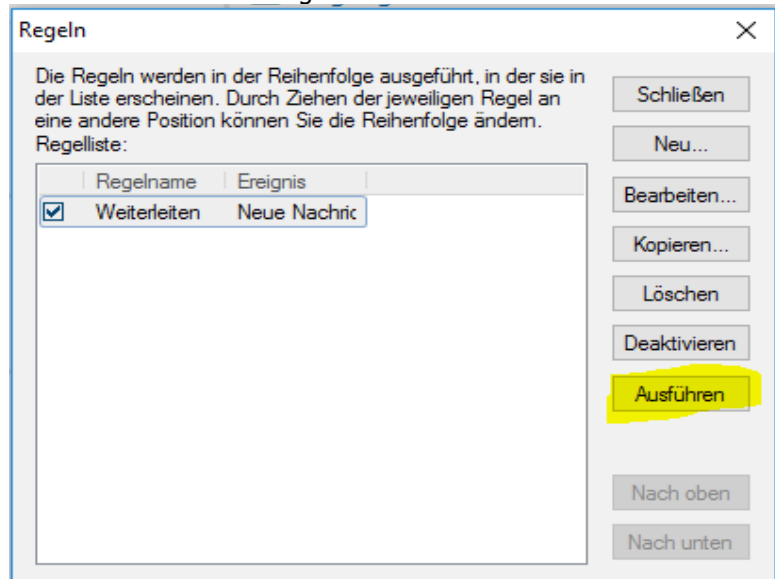 Regeln
Die Regeln werden in der Reihenfolge ausgeführt, in der sie in
der Liste erscheinen. Durch Ziehen der jeweiligen Regel an
eine andere Position können Sie die Reihenfolge ändern.
Regelliste:
Regelname Ereignis
Weiterleiten Neue Nachric
Schließen
Neu...
Bearbeiten...
Kopieren...
Löschen
Deaktivieren
Ausführen
Nach oben
Nach unten